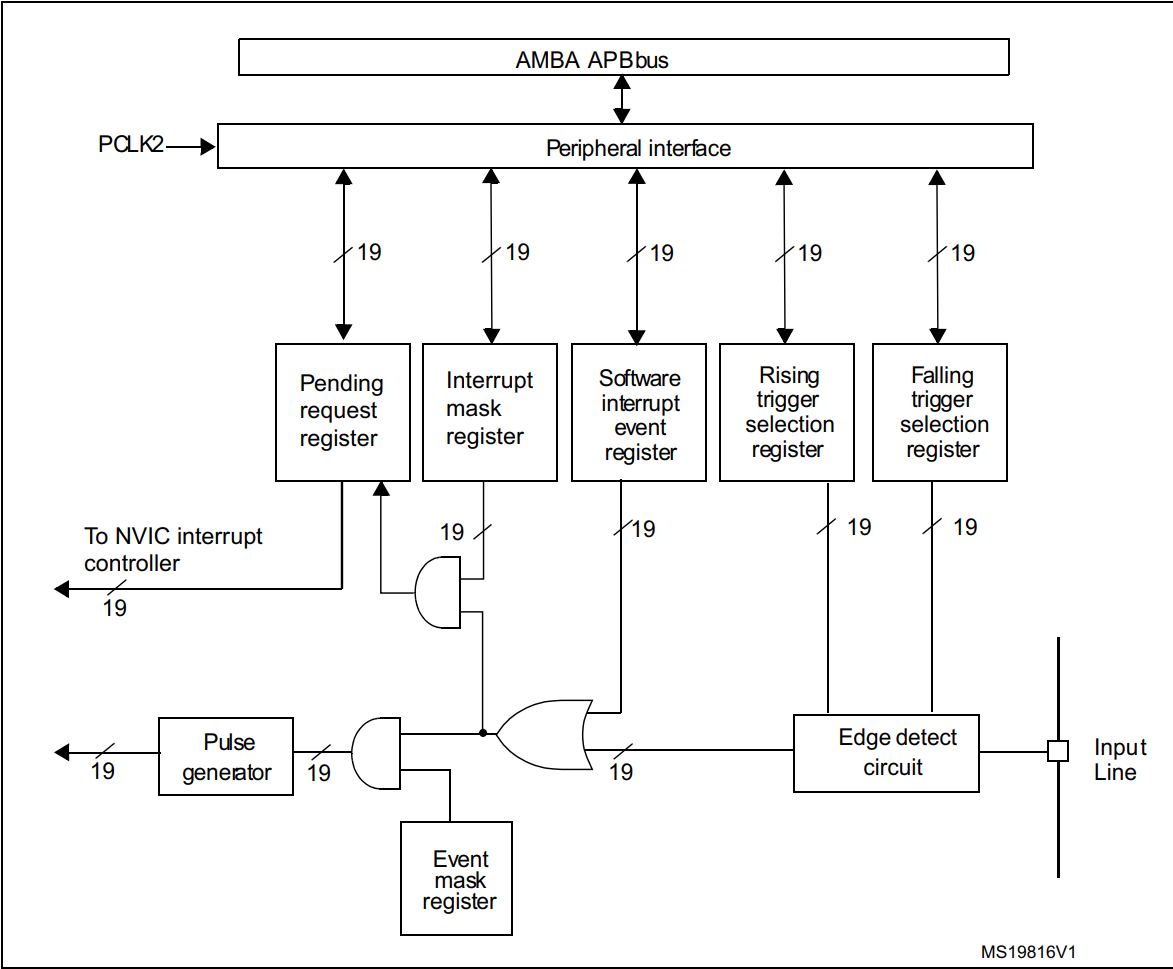 AMBA APB bus
PCLK2
Peripheral interface
19
19
19
19
19
Pending
request
register
Interrupt
mask
register
Software
interrupt
event
register
Rising
trigger
selection
register
Falling
trigger
selection
register
To NVIC interrupt
controller
19
19
19
19
19
Pulse
generator
19
19
19
Edge detect
circuit
Input
Line
Event
mask
register
MS19816V1